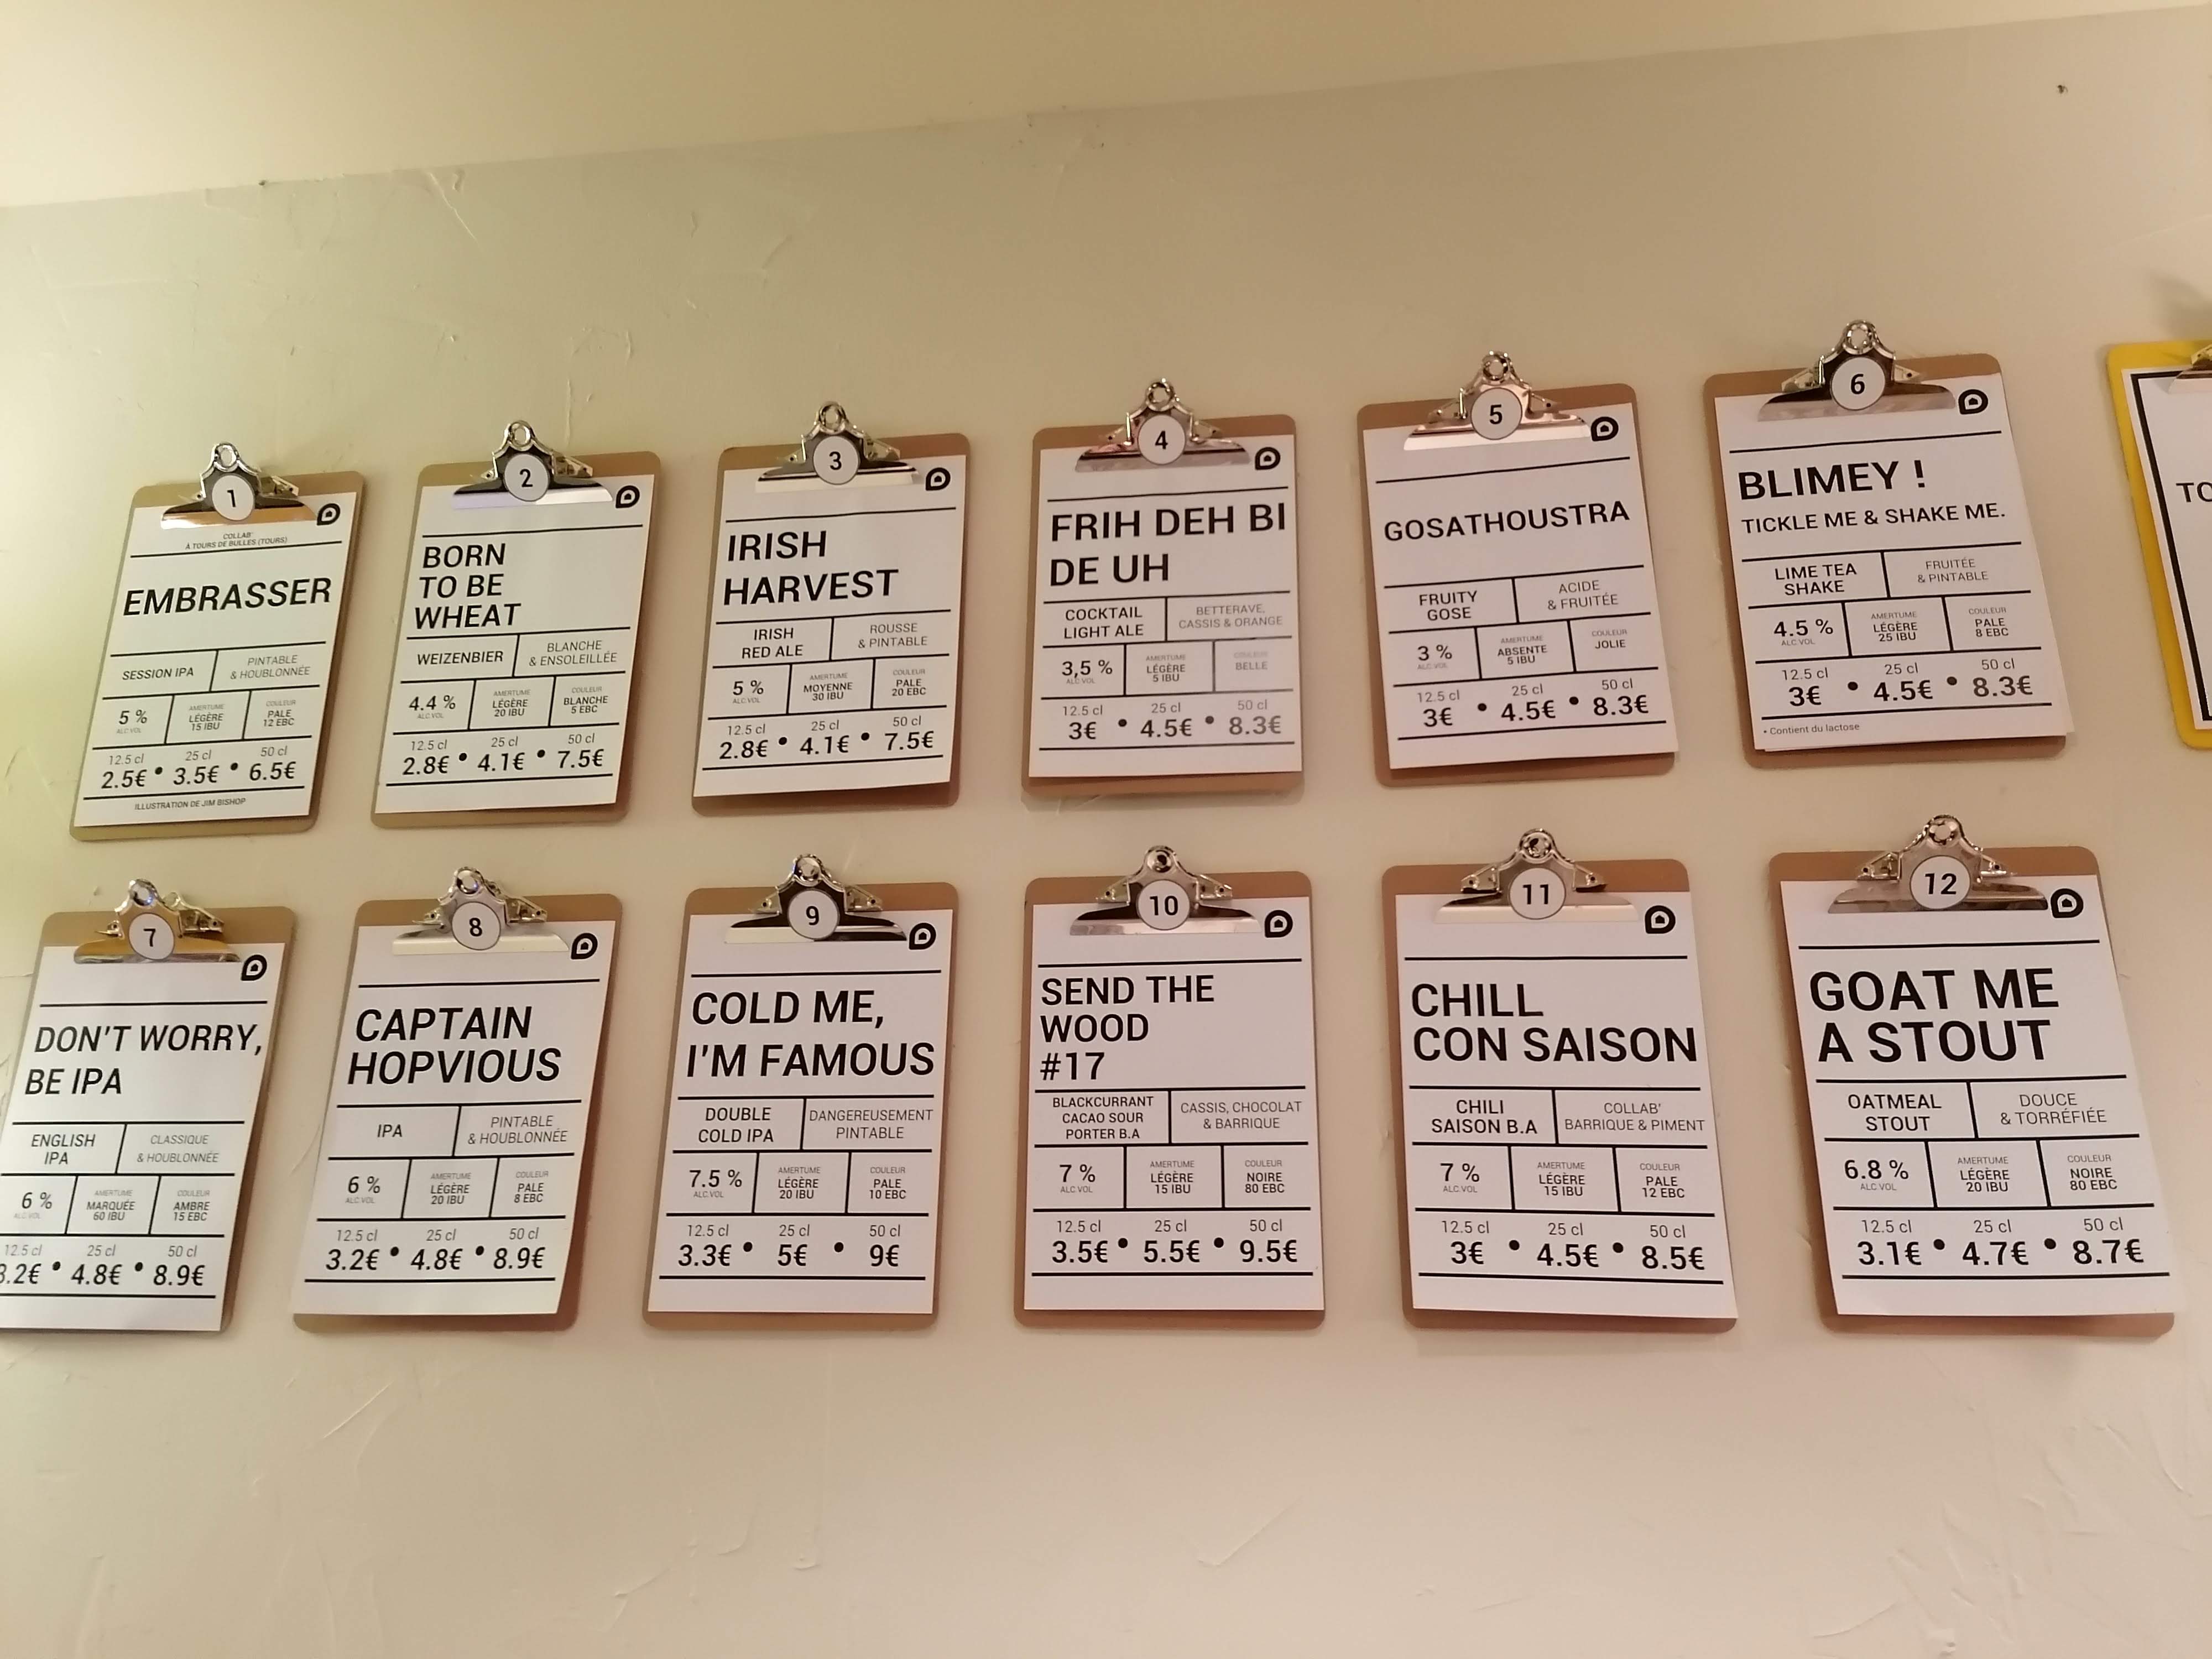 1
COLLAB'
À TOURS DE BULLES (TOURS)
EMBRASSER
SESSION IPA
PINTABLE
& HOUBLONNÉE
5 %
ALC.VOL
AMERTUME
LÉGÈRE
15 IBU
COULEUR
PALE
12 EBC
12.5 cl 25 cl 50 cl
2.5€ • 3.5€ • 6.5€
ILLUSTRATION DE JIM BISHOP
2
BORN
TO BE
WHEAT
WEIZENBIER
BLANCHE
& ENSOLEILLÉE
4.4 %
ALC.VOL
AMERTUME
LÉGÈRE
20 IBU
COULEUR
BLANCHE
5 EBC
12.5 cl 25 cl 50 cl
2.8€ • 4.1€ • 7.5€
3
IRISH
HARVEST
IRISH
RED ALE
ROUSSE
& PINTABLE
5 %
ALC.VOL
AMERTUME
MOYENNE
30 IBU
COULEUR
PALE
20 EBC
12.5 cl 25 cl 50 cl
2.8€ • 4.1€ • 7.5€
4
FRIH DEH BI
DE UH
COCKTAIL
LIGHT ALE
BETTERAVE,
CASSIS & ORANGE
3,5 %
ALC.VOL
AMERTUME
LÉGÈRE
5 IBU
COULEUR
BELLE
12.5 cl 25 cl 50 cl
3€ • 4.5€ • 8.3€
5
GOSATHOUSTRA
FRUITY
GOSE
ACIDE
& FRUITÉE
3 %
ALC.VOL
AMERTUME
ABSENTE
5 IBU
COULEUR
JOLIE
12.5 cl 25 cl 50 cl
3€ • 4.5€ • 8.3€
6
BLIMEY !
TICKLE ME & SHAKE ME.
LIME TEA
SHAKE
FRUITÉE
& PINTABLE
4.5 %
ALC.VOL
AMERTUME
LÉGÈRE
25 IBU
COULEUR
PALE
8 EBC
12.5 cl 25 cl 50 cl
3€ • 4.5€ • 8.3€
• Contient du lactose
7
DON'T WORRY,
BE IPA
ENGLISH
IPA
CLASSIQUE
& HOUBLONNÉE
6 %
ALC.VOL
AMERTUME
MARQUÉE
60 IBU
COULEUR
AMBRE
15 EBC
12.5 cl 25 cl 50 cl
3.2€ • 4.8€ • 8.9€
8
CAPTAIN
HOPVIOUS
IPA
PINTABLE
& HOUBLONNÉE
6 %
ALC.VOL
AMERTUME
LÉGÈRE
20 IBU
COULEUR
PALE
8 EBC
12.5 cl 25 cl 50 cl
3.2€ • 4.8€ • 8.9€
9
COLD ME,
I'M FAMOUS
DOUBLE
COLD IPA
DANGEREUSEMENT
PINTABLE
7.5 %
ALC.VOL
AMERTUME
LÉGÈRE
20 IBU
COULEUR
PALE
10 EBC
12.5 cl 25 cl 50 cl
3.3€ • 5€ • 9€
10
SEND THE
WOOD
#17
BLACKCURRANT
CACAO SOUR
PORTER B.A
CASSIS, CHOCOLAT
& BARRIQUE
7 %
ALC.VOL
AMERTUME
LÉGÈRE
15 IBU
COULEUR
NOIRE
80 EBC
12.5 cl 25 cl 50 cl
3.5€ • 5.5€ • 9.5€
11
CHILL
CON SAISON
CHILI
SAISON B.A
COLLAB'
BARRIQUE & PIMENT
7 %
ALC.VOL
AMERTUME
LÉGÈRE
15 IBU
COULEUR
PALE
12 EBC
12.5 cl 25 cl 50 cl
3€ • 4.5€ • 8.5€
12
GOAT ME
A STOUT
OATMEAL
STOUT
DOUCE
& TORRÉFIÉE
6.8 %
ALC.VOL
AMERTUME
LÉGÈRE
20 IBU
COULEUR
NOIRE
80 EBC
12.5 cl 25 cl 50 cl
3.1€ • 4.7€ • 8.7€